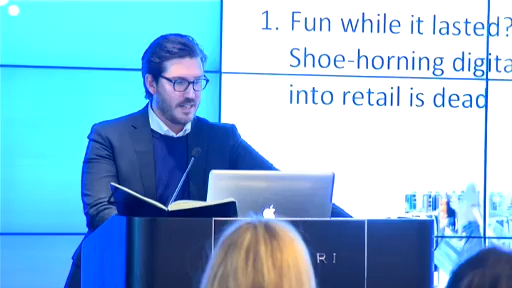 1. Fun while it lasted?
Shoe-horning digita
into retail is dead
R I